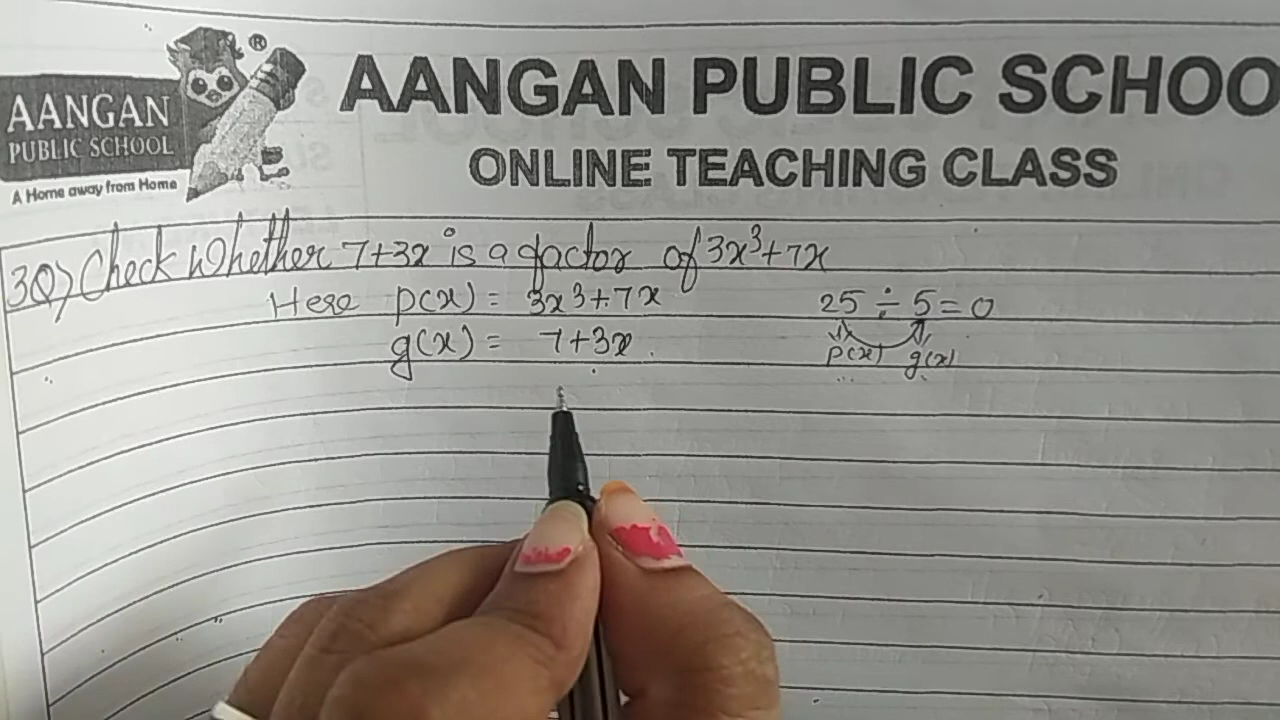 AANGAN
PUBLIC SCHOOL
A Home away from Home
®
AANGAN PUBLIC SCHOO
ONLINE TEACHING CLASS
3Q) Check whether 7+3x is a factor of 3x³+7x
Here p(x) = 3x³+7x
g(x) = 7+3x
25 ÷ 5 = 0
p(x) g(x)